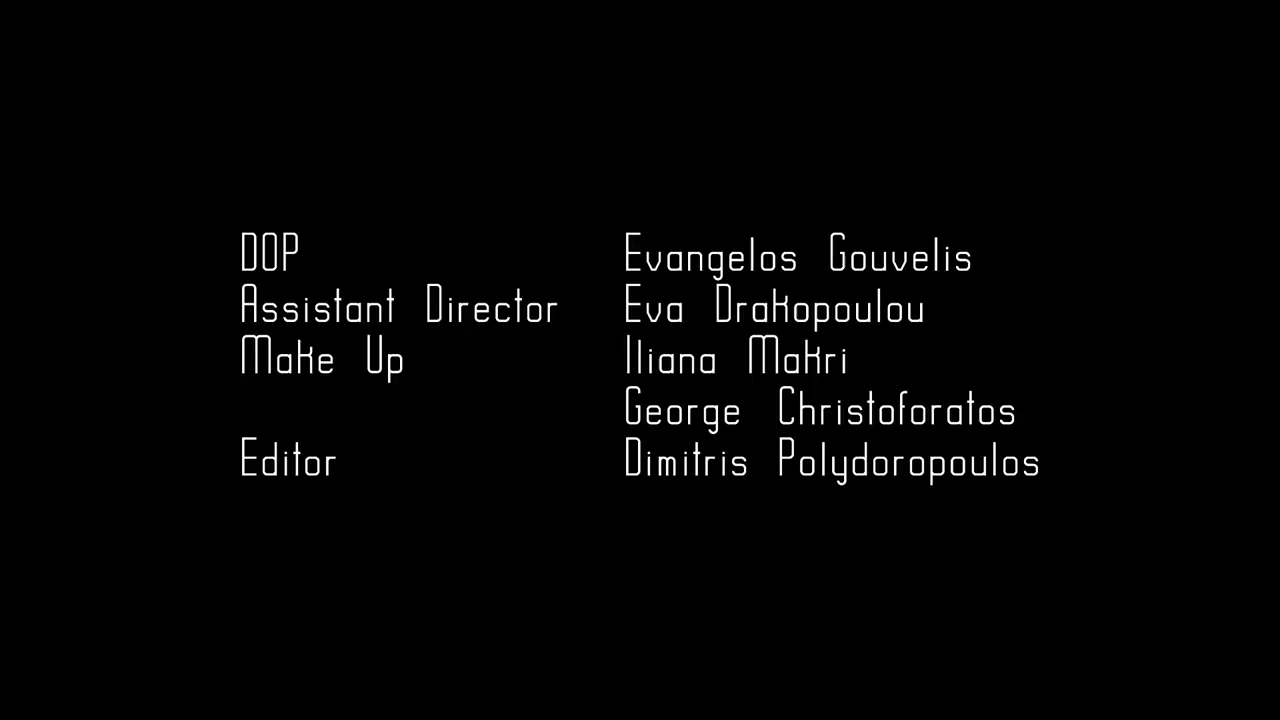 DOP Evangelos Gouvelis
Assistant Director Eva Drakopoulou
Make Up Iliana Makri
George Christoforatos
Editor Dimitris Polydoropoulos